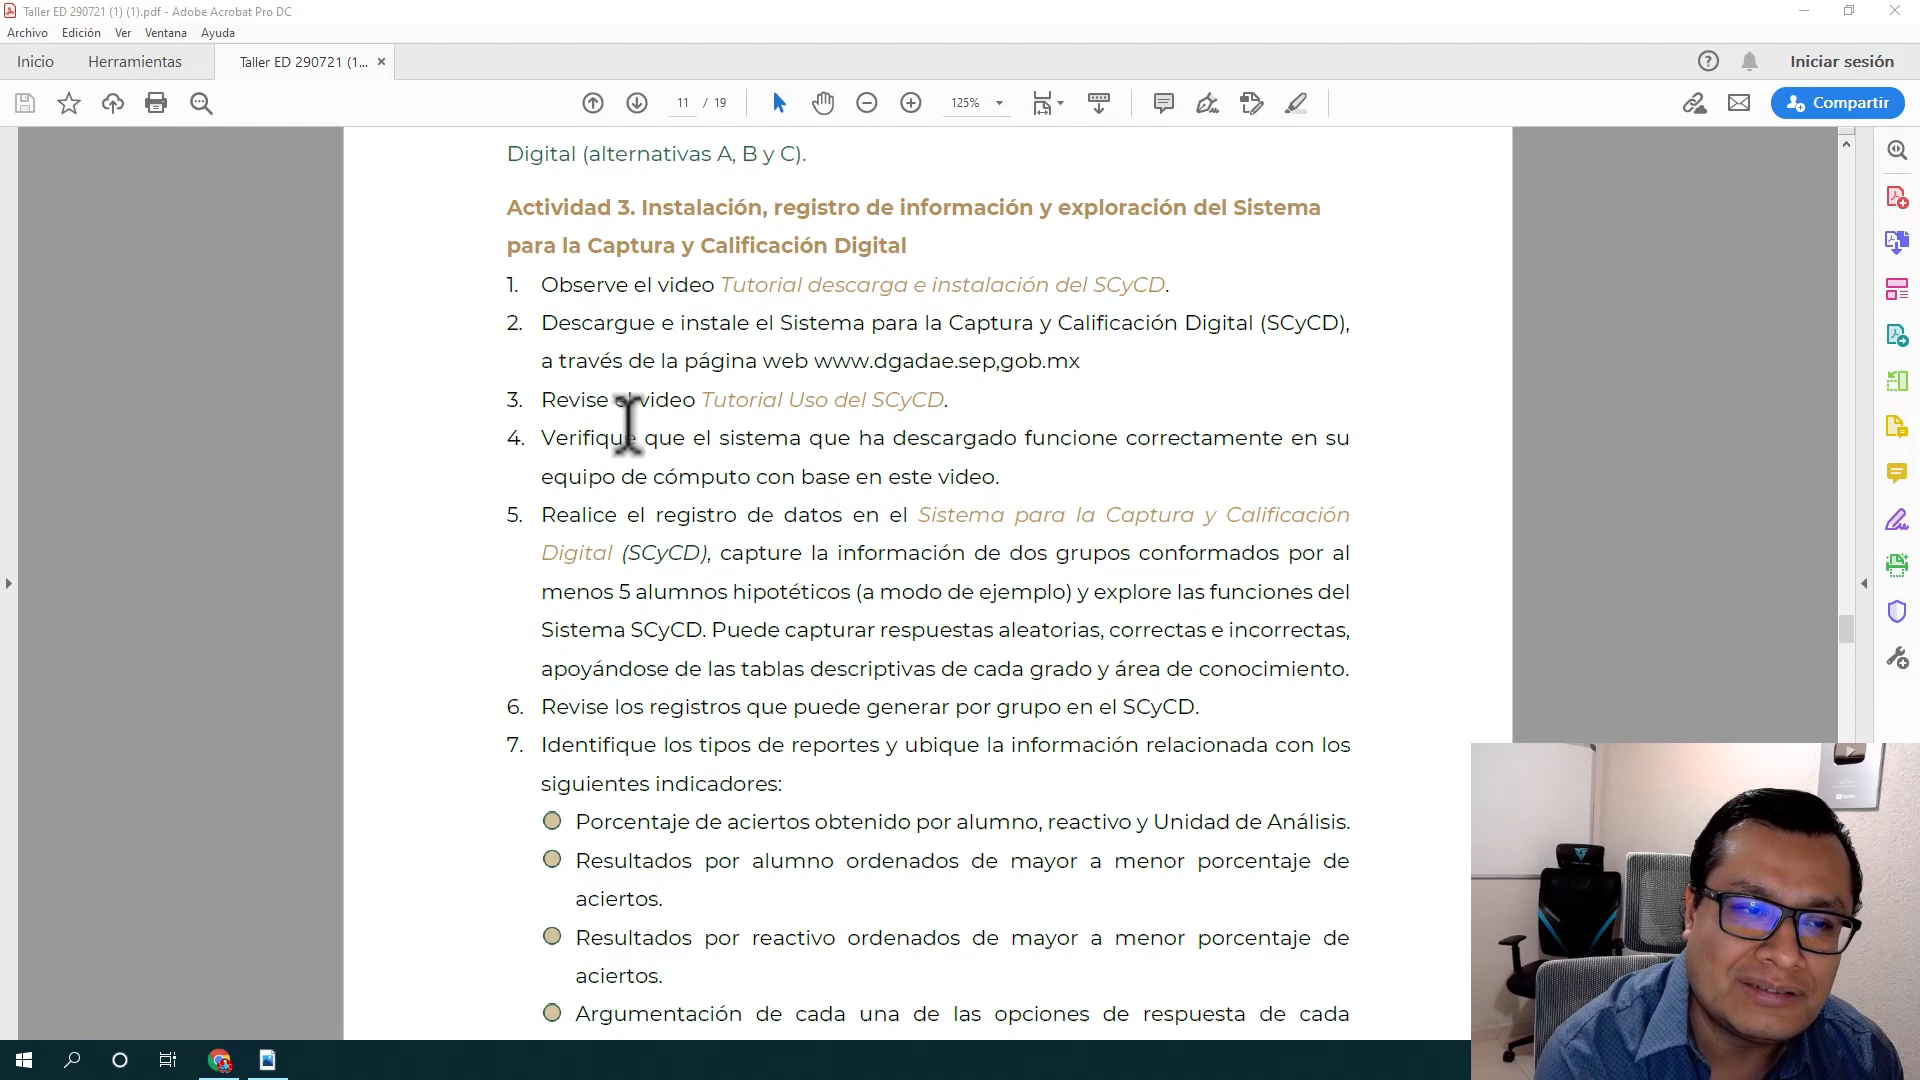 Taller ED 290721 (1) (1).pdf - Adobe Acrobat Pro DC
Archivo Edición Ver Ventana Ayuda
Inicio Herramientas Taller ED 290721 (1... × Iniciar sesión
11 / 19 125% Compartir
Digital (alternativas A, B y C).
Actividad 3. Instalación, registro de información y exploración del Sistema
para la Captura y Calificación Digital
1. Observe el video Tutorial descarga e instalación del SCyCD.
2. Descargue e instale el Sistema para la Captura y Calificación Digital (SCyCD),
a través de la página web www.dgadae.sep,gob.mx
3. Revise el video Tutorial Uso del SCyCD.
4. Verifique que el sistema que ha descargado funcione correctamente en su
equipo de cómputo con base en este video.
5. Realice el registro de datos en el Sistema para la Captura y Calificación
Digital (SCyCD), capture la información de dos grupos conformados por al
menos 5 alumnos hipotéticos (a modo de ejemplo) y explore las funciones del
Sistema SCyCD. Puede capturar respuestas aleatorias, correctas e incorrectas,
apoyándose de las tablas descriptivas de cada grado y área de conocimiento.
6. Revise los registros que puede generar por grupo en el SCyCD.
7. Identifique los tipos de reportes y ubique la información relacionada con los
siguientes indicadores:
Porcentaje de aciertos obtenido por alumno, reactivo y Unidad de Análisis.
Resultados por alumno ordenados de mayor a menor porcentaje de
aciertos.
Resultados por reactivo ordenados de mayor a menor porcentaje de
aciertos.
Argumentación de cada una de las opciones de respuesta de cada